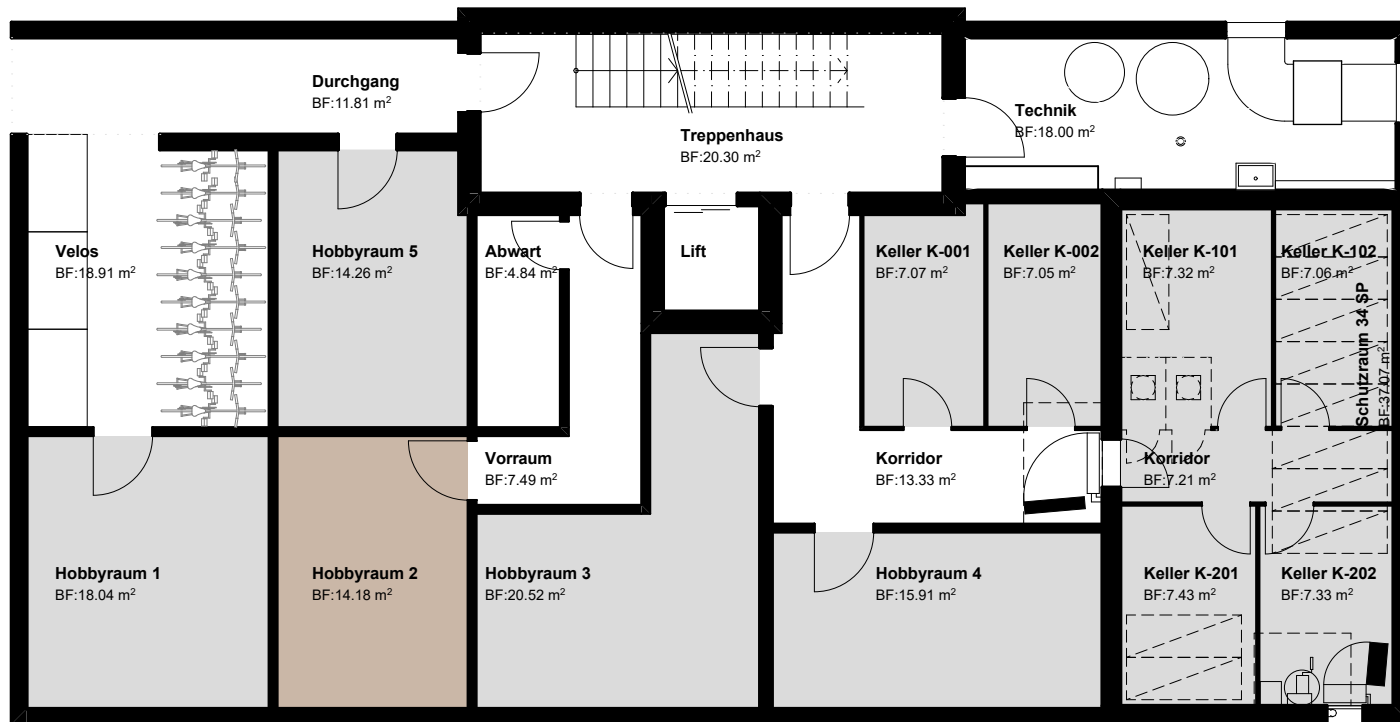 Durchgang
BF:11.81 m²
Treppenhaus
BF:20.30 m²
Technik
BF:18.00 m²
Velos
BF:18.91 m²
Hobbyraum 5
BF:14.26 m²
Abwart
BF:4.84 m²
Lift
Keller K-001
BF:7.07 m²
Keller K-002
BF:7.05 m²
Keller K-101
BF:7.32 m²
Keller K-102
BF:7.06 m²
Schutzraum 34 SP
BF:37.07 m²
Vorraum
BF:7.49 m²
Korridor
BF:13.33 m²
Korridor
BF:7.21 m²
Hobbyraum 1
BF:18.04 m²
Hobbyraum 2
BF:14.18 m²
Hobbyraum 3
BF:20.52 m²
Hobbyraum 4
BF:15.91 m²
Keller K-201
BF:7.43 m²
Keller K-202
BF:7.33 m²